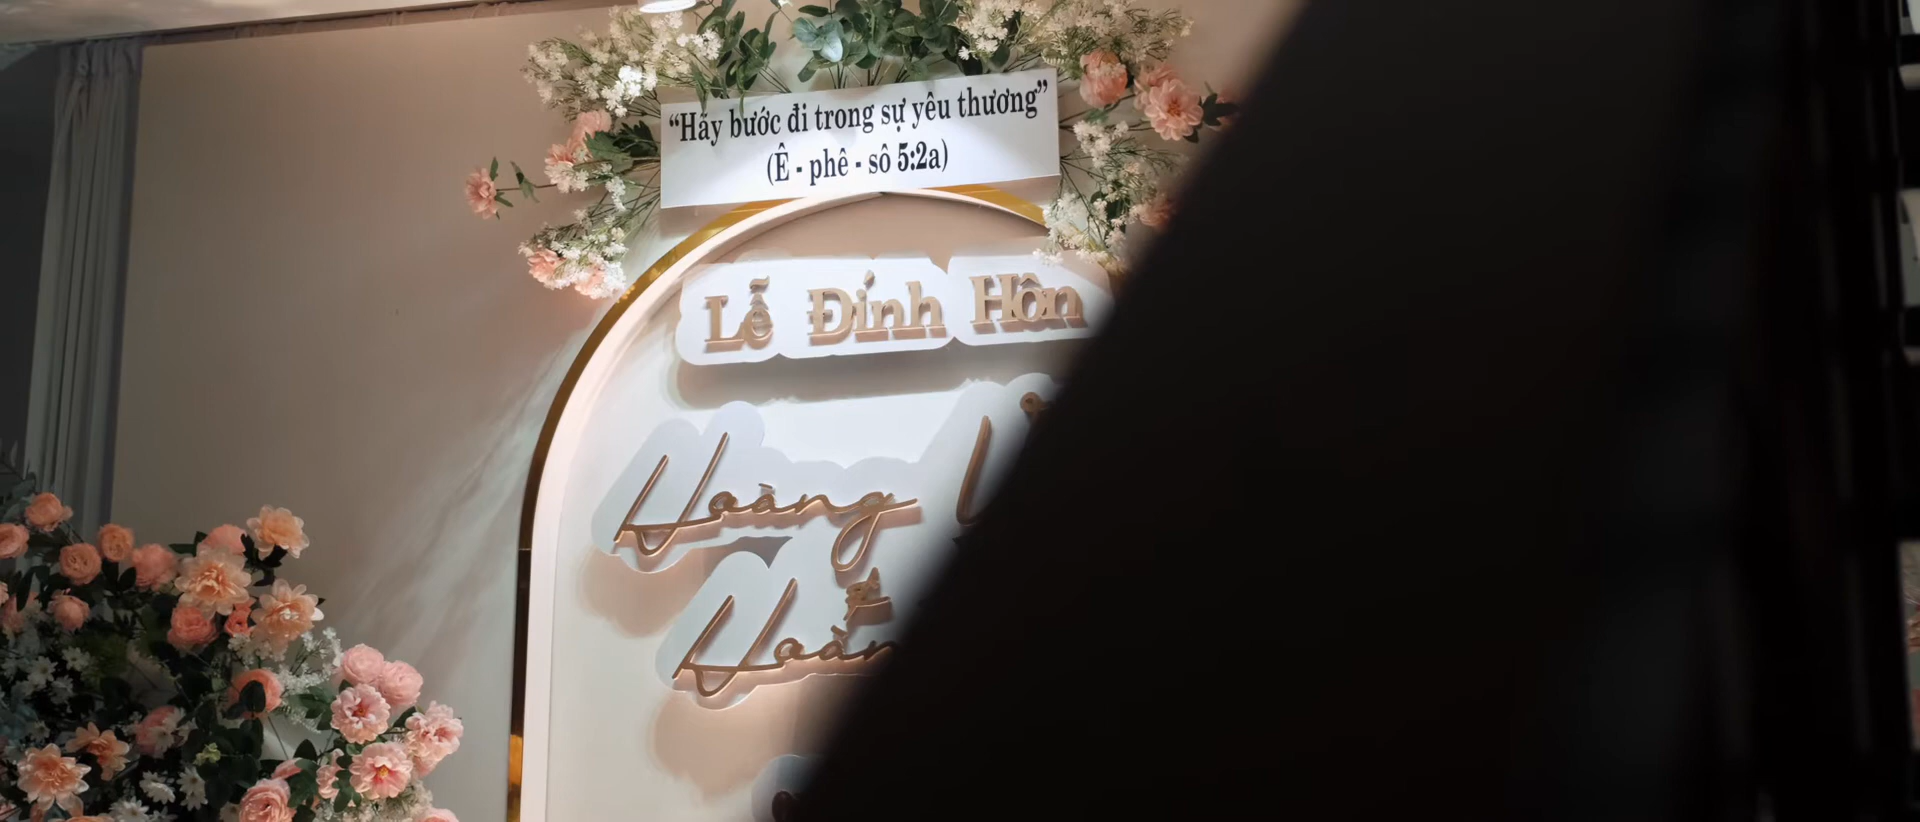 “Hãy bước đi trong sự yêu thương”
(Ê - phê - sô 5:2a)
Lễ Đính Hôn
Hoàng